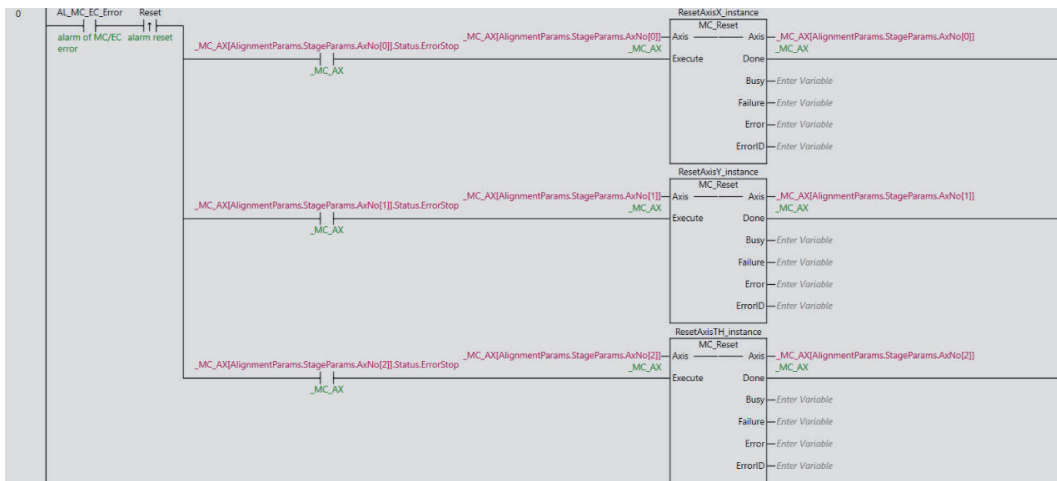 0
AL_MC_EC_Error Reset
alarm of MC/EC alarm reset
error
ResetAxisX_instance
MC_Reset
_MC_AX[AlignmentParams.StageParams.AxNo[0]].Status.ErrorStop
_MC_AX
_MC_AX[AlignmentParams.StageParams.AxNo[0]]
_MC_AX
Axis Axis
_MC_AX[AlignmentParams.StageParams.AxNo[0]]
_MC_AX
Execute Done
Busy Enter Variable
Failure Enter Variable
Error Enter Variable
ErrorID Enter Variable
ResetAxisY_instance
MC_Reset
_MC_AX[AlignmentParams.StageParams.AxNo[1]].Status.ErrorStop
_MC_AX
_MC_AX[AlignmentParams.StageParams.AxNo[1]]
_MC_AX
Axis Axis
_MC_AX[AlignmentParams.StageParams.AxNo[1]]
_MC_AX
Execute Done
Busy Enter Variable
Failure Enter Variable
Error Enter Variable
ErrorID Enter Variable
ResetAxisTH_instance
MC_Reset
_MC_AX[AlignmentParams.StageParams.AxNo[2]].Status.ErrorStop
_MC_AX
_MC_AX[AlignmentParams.StageParams.AxNo[2]]
_MC_AX
Axis Axis
_MC_AX[AlignmentParams.StageParams.AxNo[2]]
_MC_AX
Execute Done
Busy Enter Variable
Failure Enter Variable
Error Enter Variable
ErrorID Enter Variable